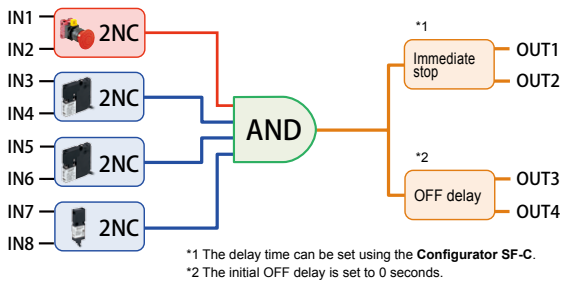 IN1
IN2
2NC
IN3
IN4
2NC
IN5
IN6
2NC
IN7
IN8
2NC
AND
*1
Immediate
stop
OUT1
OUT2
*2
OFF delay
OUT3
OUT4
*1 The delay time can be set using the Configurator SF-C.
*2 The initial OFF delay is set to 0 seconds.